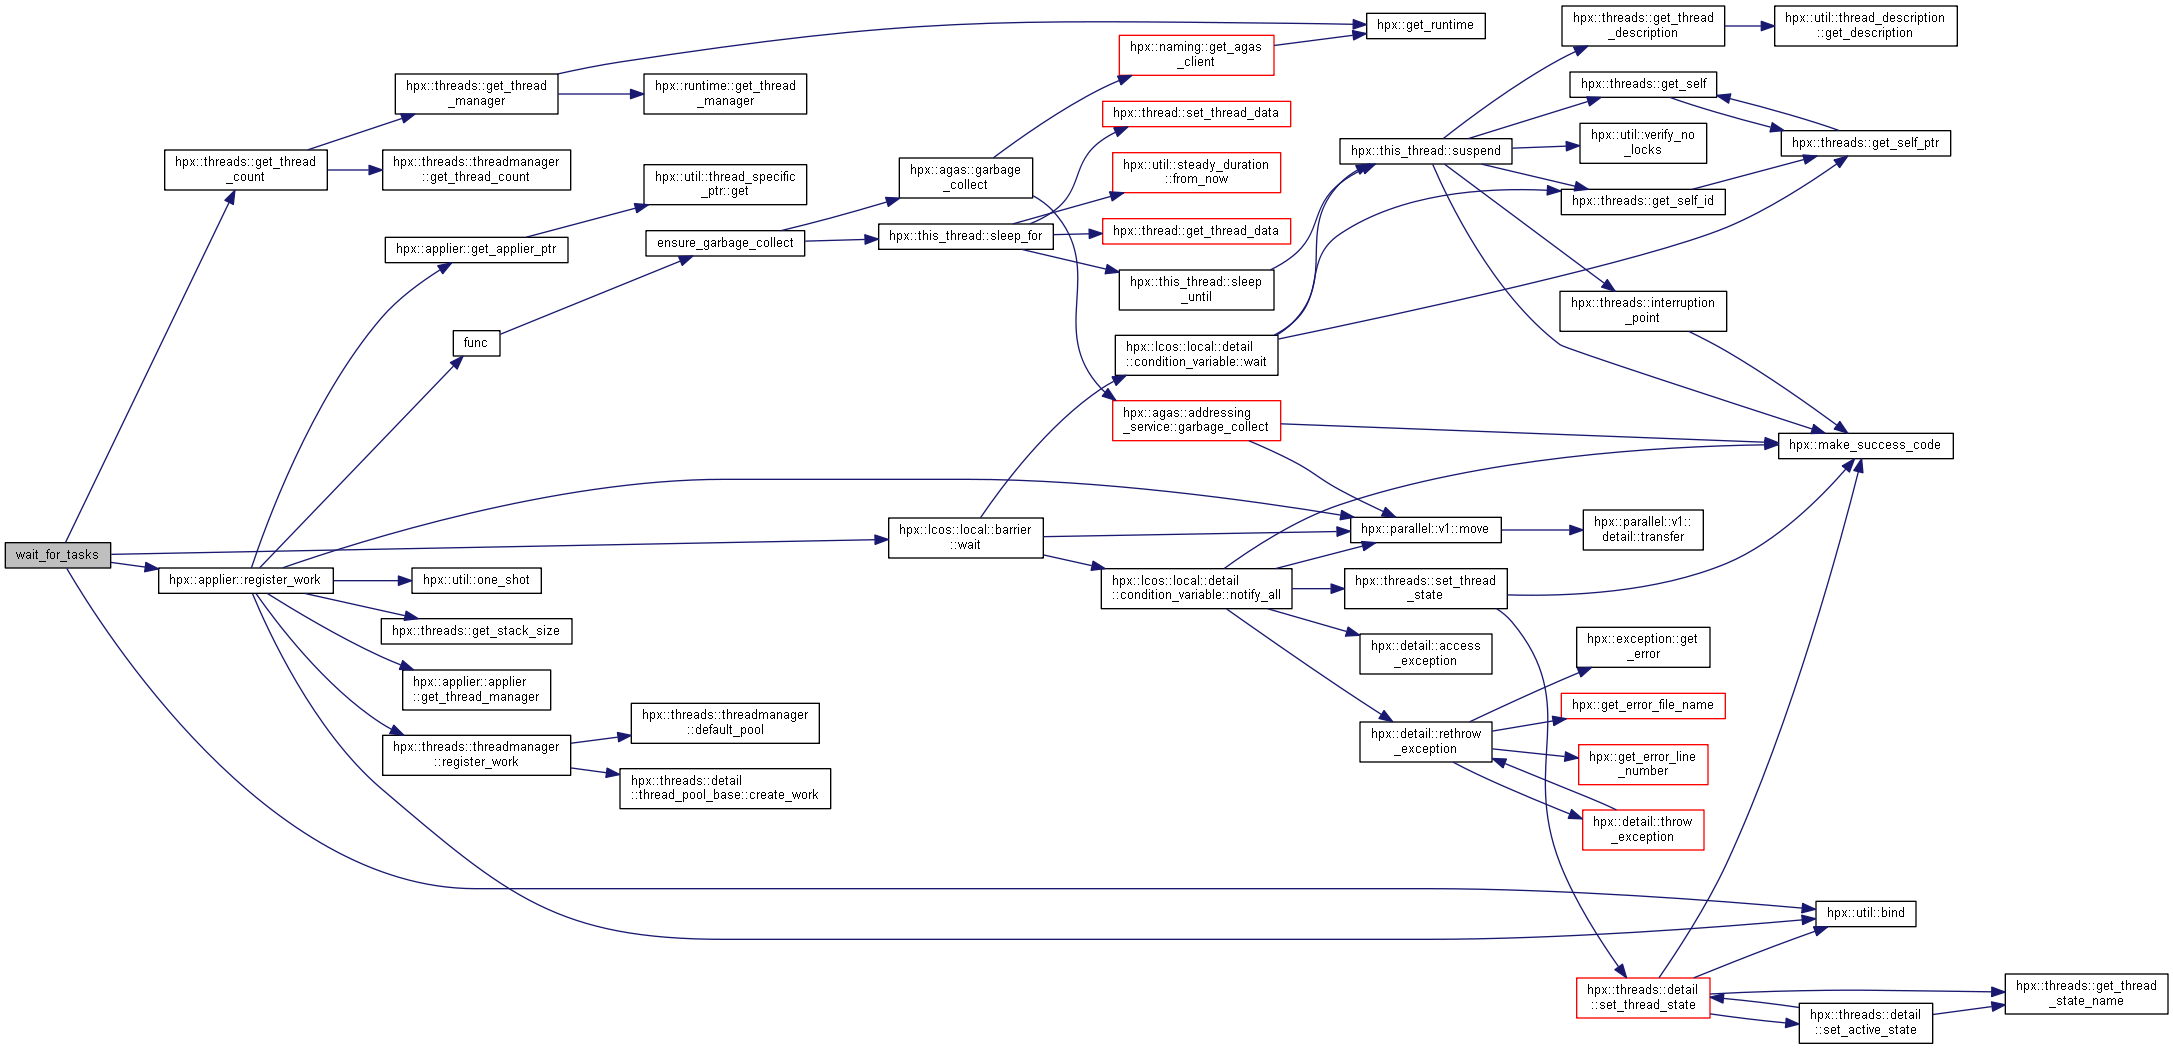 wait_for_tasks
hpx::threads::get_thread
_count
hpx::applier::register_work
hpx::threads::get_thread
_manager
hpx::threads::threadmanager
::get_thread_count
hpx::applier::get_applier_ptr
func
hpx::util::one_shot
hpx::threads::get_stack_size
hpx::applier::applier
::get_thread_manager
hpx::threads::threadmanager
::register_work
hpx::runtime::get_thread
_manager
hpx::util::thread_specific
_ptr::get
ensure_garbage_collect
hpx::threads::threadmanager
::default_pool
hpx::threads::detail
::thread_pool_base::create_work
hpx::agas::garbage
_collect
hpx::this_thread::sleep_for
hpx::lcos::local::barrier
::wait
hpx::naming::get_agas
_client
hpx::thread::set_thread_data
hpx::util::steady_duration
::from_now
hpx::thread::get_thread_data
hpx::this_thread::sleep
_until
hpx::lcos::local::detail
::condition_variable::wait
hpx::agas::addressing
_service::garbage_collect
hpx::lcos::local::detail
::condition_variable::notify_all
hpx::get_runtime
hpx::this_thread::suspend
hpx::parallel::v1::move
hpx::threads::set_thread
_state
hpx::detail::access
_exception
hpx::detail::rethrow
_exception
hpx::threads::get_thread
_description
hpx::threads::get_self
hpx::util::verify_no
_locks
hpx::threads::get_self_id
hpx::threads::interruption
_point
hpx::parallel::v1::
detail::transfer
hpx::exception::get
_error
hpx::get_error_file_name
hpx::get_error_line
_number
hpx::detail::throw
_exception
hpx::threads::detail
::set_thread_state
hpx::util::thread_description
::get_description
hpx::threads::get_self_ptr
hpx::make_success_code
hpx::util::bind
hpx::threads::detail
::set_active_state
hpx::threads::get_thread
_state_name